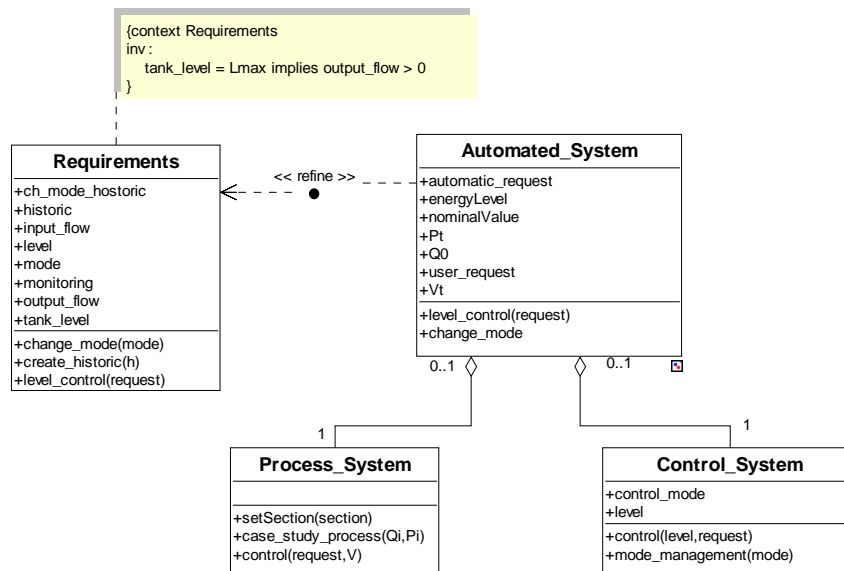 {context Requirements
inv :
tank_level = Lmax implies output_flow > 0
}
Requirements
+ch_mode_hostoric
+historic
+input_flow
+level
+mode
+monitoring
+output_flow
+tank_level
+change_mode(mode)
+create_historic(h)
+level_control(request)
<< refine >>
Automated_System
+automatic_request
+energyLevel
+nominalValue
+Pt
+Q0
+user_request
+Vt
+level_control(request)
+change_mode
0..1
0..1
1
1
Process_System
+setSection(section)
+case_study_process(Qi,Pi)
+control(request,V)
Control_System
+control_mode
+level
+control(level,request)
+mode_management(mode)